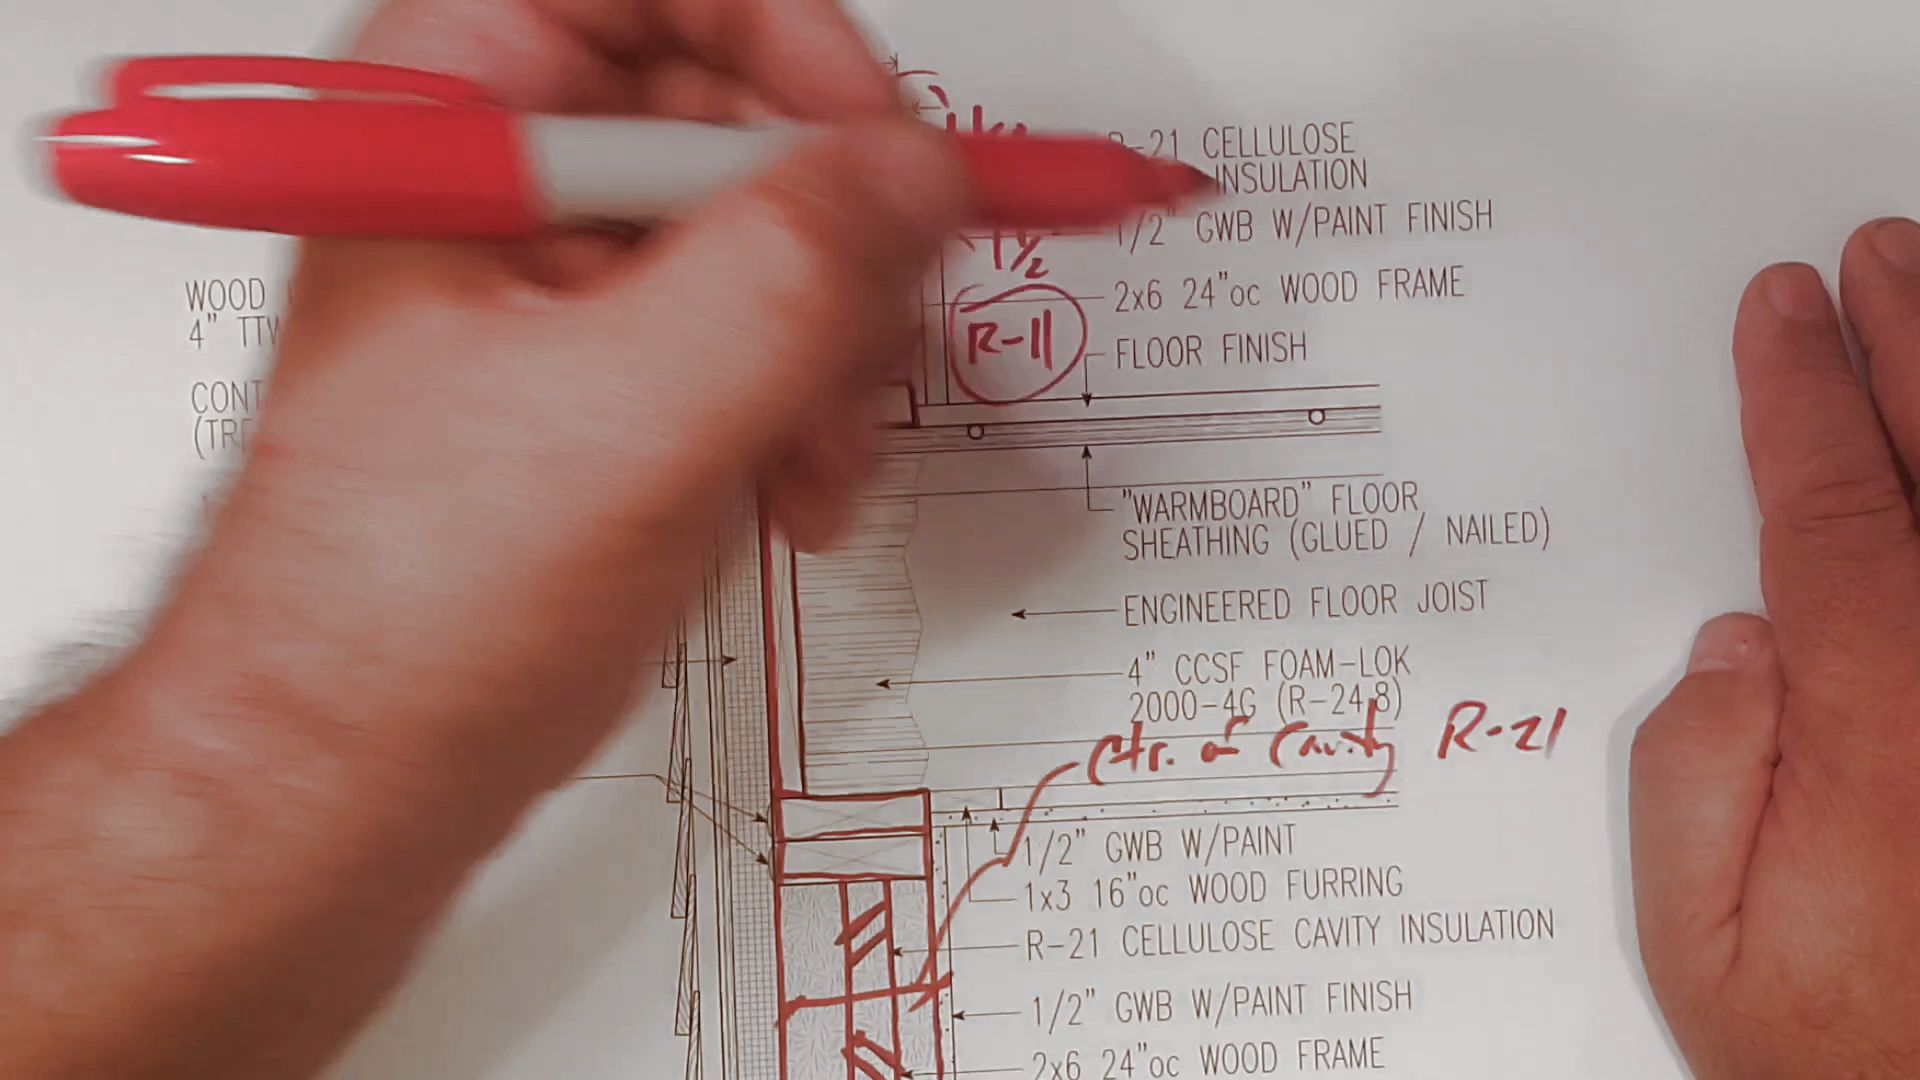 -21 CELLULOSE
INSULATION
1/2" GWB W/PAINT FINISH
1/2
2x6 24"oc WOOD FRAME
R-11
FLOOR FINISH
WOOD
4"
"WARMBOARD" FLOOR
SHEATHING (GLUED / NAILED)
ENGINEERED FLOOR JOIST
4" CCSF FOAM-LOK
2000-4G (R-24.8)
Ctr. of Cavity R-21
1/2" GWB W/PAINT
1x3 16"oc WOOD FURRING
R-21 CELLULOSE CAVITY INSULATION
1/2" GWB W/PAINT FINISH
2x6 24"oc WOOD FRAME